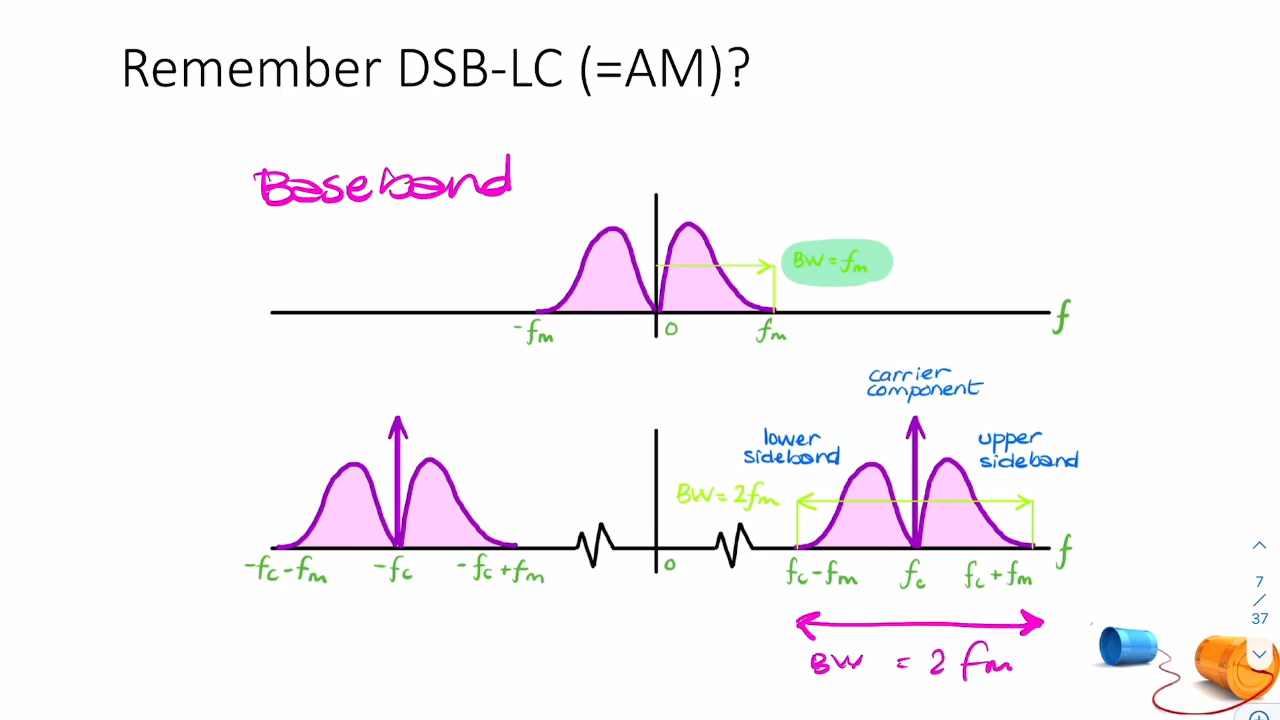 Remember DSB-LC (=AM)?
Baseband
BW = fm
-fm
0
fm
f
carrier
component
lower
sideband
upper
sideband
BW = 2fm
-fc-fm
-fc
-fc+fm
0
fc-fm
fc
fc+fm
f
BW = 2fm
7
/
37